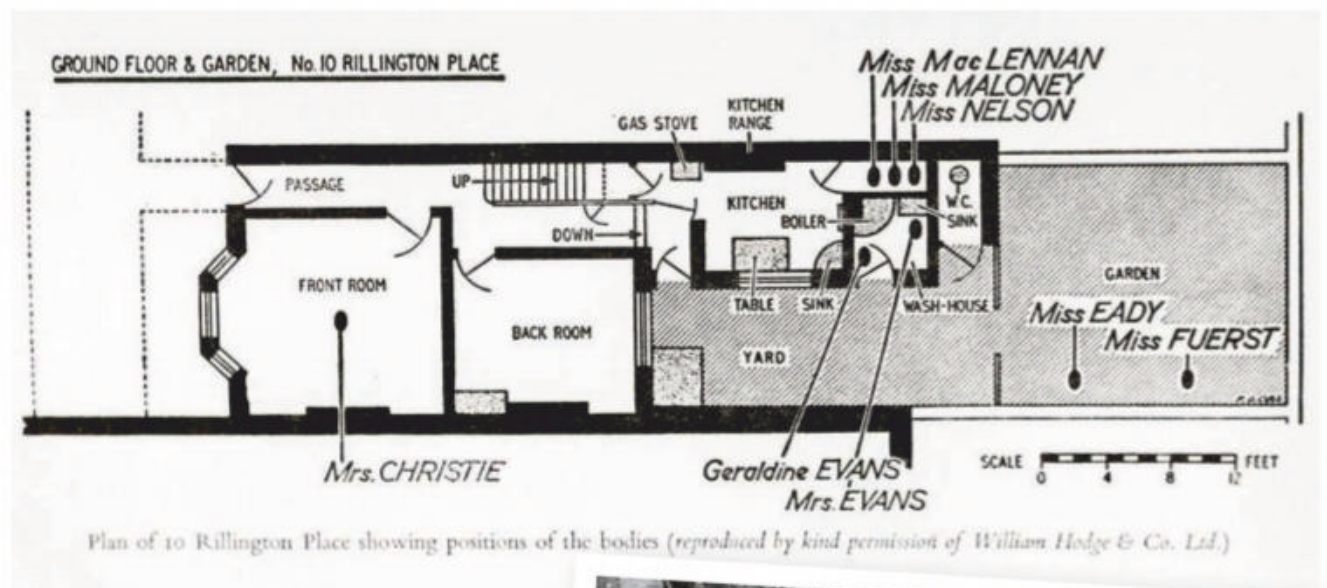 GROUND FLOOR & GARDEN, No. 10 RILLINGTON PLACE
Miss Mac LENNAN
Miss MALONEY
Miss NELSON
KITCHEN
RANGE
GAS STOVE
PASSAGE
UP
KITCHEN
BOILER
W.C.
SINK
DOWN
FRONT ROOM
BACK ROOM
TABLE
SINK
WASH-HOUSE
YARD
GARDEN
Miss EADY
Miss FUERST
Mrs. CHRISTIE
Geraldine EVANS
Mrs. EVANS
SCALE
FEET
0 4 8 12
Plan of 10 Rillington Place showing positions of the bodies (reproduced by kind permission of William Hodge & Co. Ltd.)